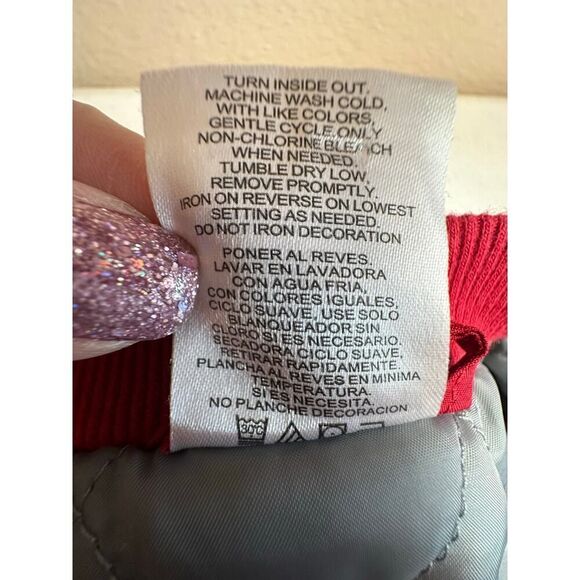 TURN INSIDE OUT.
MACHINE WASH COLD,
WITH LIKE COLORS,
GENTLE CYCLE ONLY
NON-CHLORINE BLEACH
WHEN NEEDED.
TUMBLE DRY LOW,
REMOVE PROMPTLY.
IRON ON REVERSE ON LOWEST
SETTING AS NEEDED
DO NOT IRON DECORATION
PONER AL REVES.
LAVAR EN LAVADORA
CON AGUA FRIA.
CON COLORES IGUALES,
CICLO SUAVE, USE SOLO
BLANQUEADOR SIN
CLORO SI ES NECESARIO.
SECADORA CICLO SUAVE,
RETIRAR RAPIDAMENTE.
PLANCHA AL REVES EN MINIMA
TEMPERATURA.
SI ES NECESITA.
NO PLANCHE DECORACION
30°C